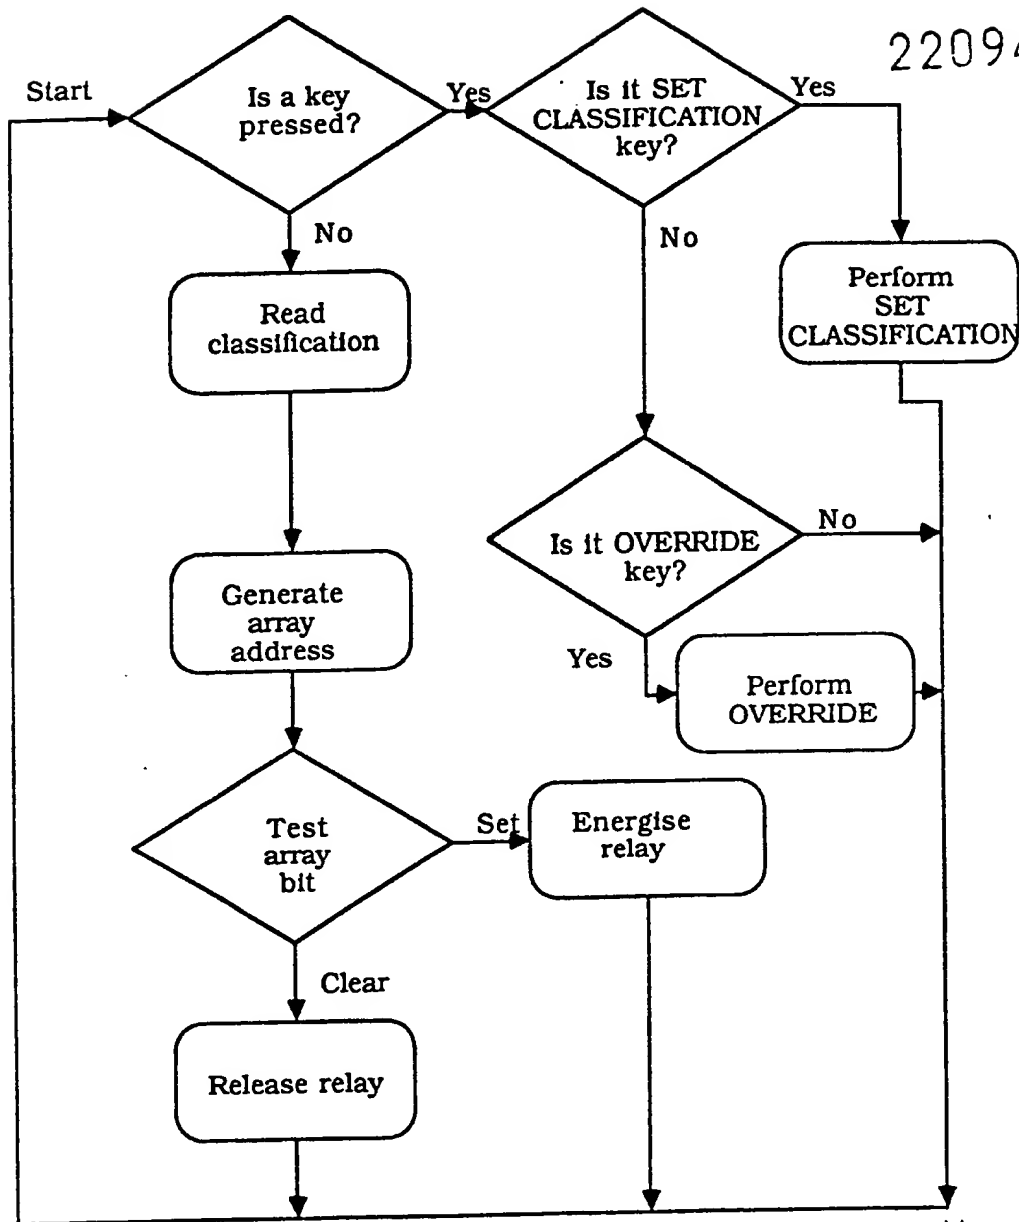 2209
Start
Is a key
pressed?
Yes
Is it SET
CLASSIFICATION
key?
Yes
No
No
Read
classification
Perform
SET
CLASSIFICATION
Generate
array
address
Is it OVERRIDE
key?
No
Yes
Perform
OVERRIDE
Test
array
bit
Set
Energise
relay
Clear
Release relay